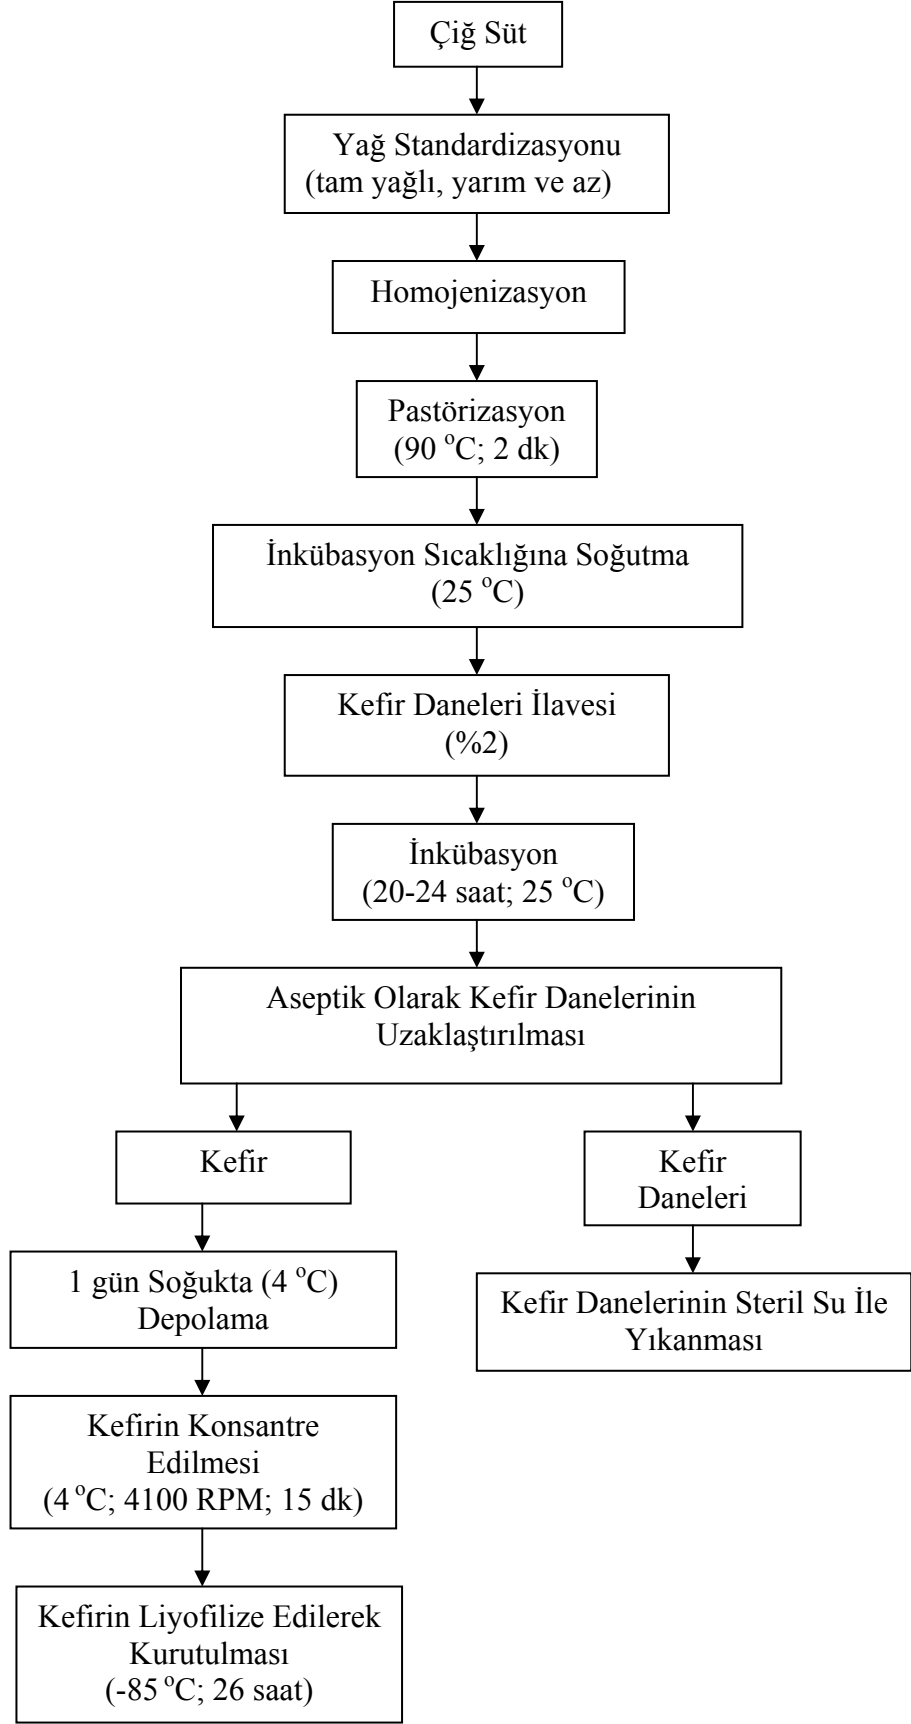 Çiğ Süt
Yağ Standardizasyonu
(tam yağlı, yarım ve az)
Homojenizasyon
Pastörizasyon
(90 °C; 2 dk)
İnkübasyon Sıcaklığına Soğutma
(25 °C)
Kefir Daneleri İlavesi
(%2)
İnkübasyon
(20-24 saat; 25 °C)
Aseptik Olarak Kefir Danelerinin
Uzaklaştırılması
Kefir
1 gün Soğukta (4 °C)
Depolama
Kefirin Konsantre
Edilmesi
(4 °C; 4100 RPM; 15 dk)
Kefirin Liyofilize Edilerek
Kurutulması
(-85 °C; 26 saat)
Kefir
Daneleri
Kefir Danelerinin Steril Su İle
Yıkanması